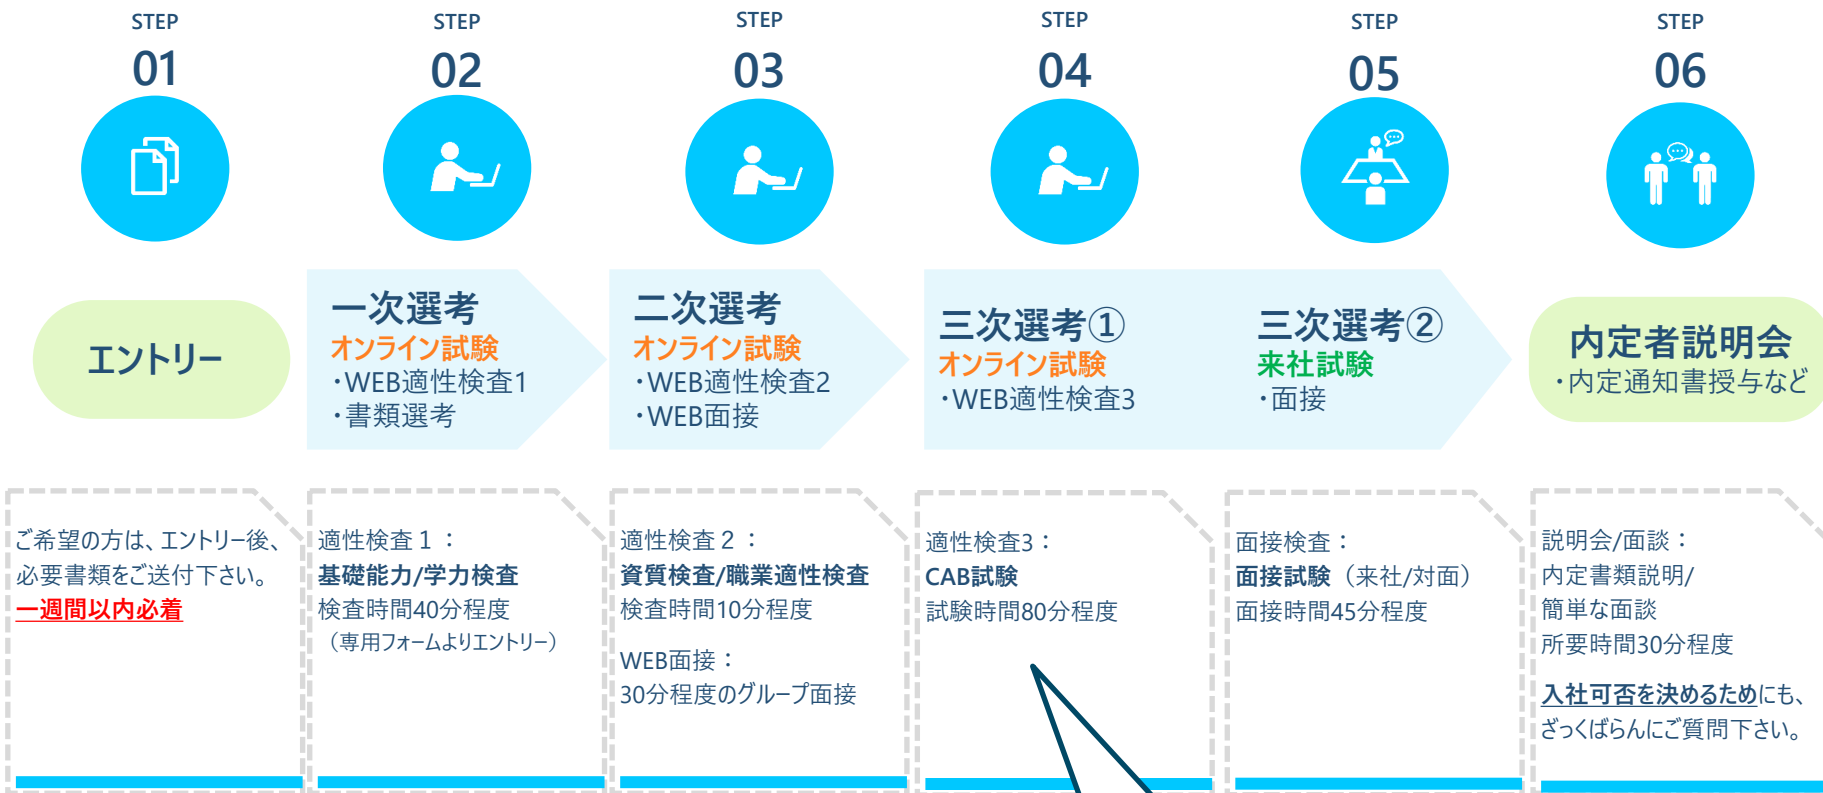 STEP
01
STEP
02
STEP
03
STEP
04
STEP
05
STEP
06
エントリー
一次選考
オンライン試験
・WEB適性検査1
・書類選考
二次選考
オンライン試験
・WEB適性検査2
・WEB面接
三次選考①
オンライン試験
・WEB適性検査3
三次選考②
来社試験
・面接
内定者説明会
・内定通知書授与など
ご希望の方は、エントリー後、
必要書類をご送付下さい。
一週間以内必着
適性検査１：
基礎能力/学力検査
検査時間40分程度
（専用フォームよりエントリー）
適性検査２：
資質検査/職業適性検査
検査時間10分程度
WEB面接：
30分程度のグループ面接
適性検査3：
CAB試験
試験時間80分程度
面接検査：
面接試験（来社/対面）
面接時間45分程度
説明会/面談：
内定書類説明/
簡単な面談
所要時間30分程度
入社可否を決めるためにも、
ざっくばらんにご質問下さい。